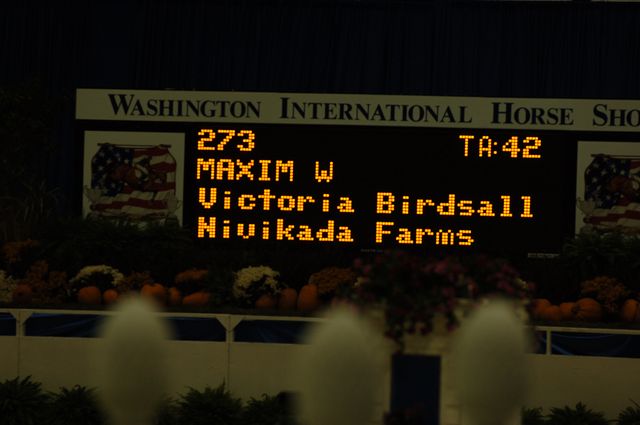 WASHINGTON INTERNATIONAL HORSE SHO
273 TA:42
MAXIM W
Victoria Birdsall
Nivikada Farms